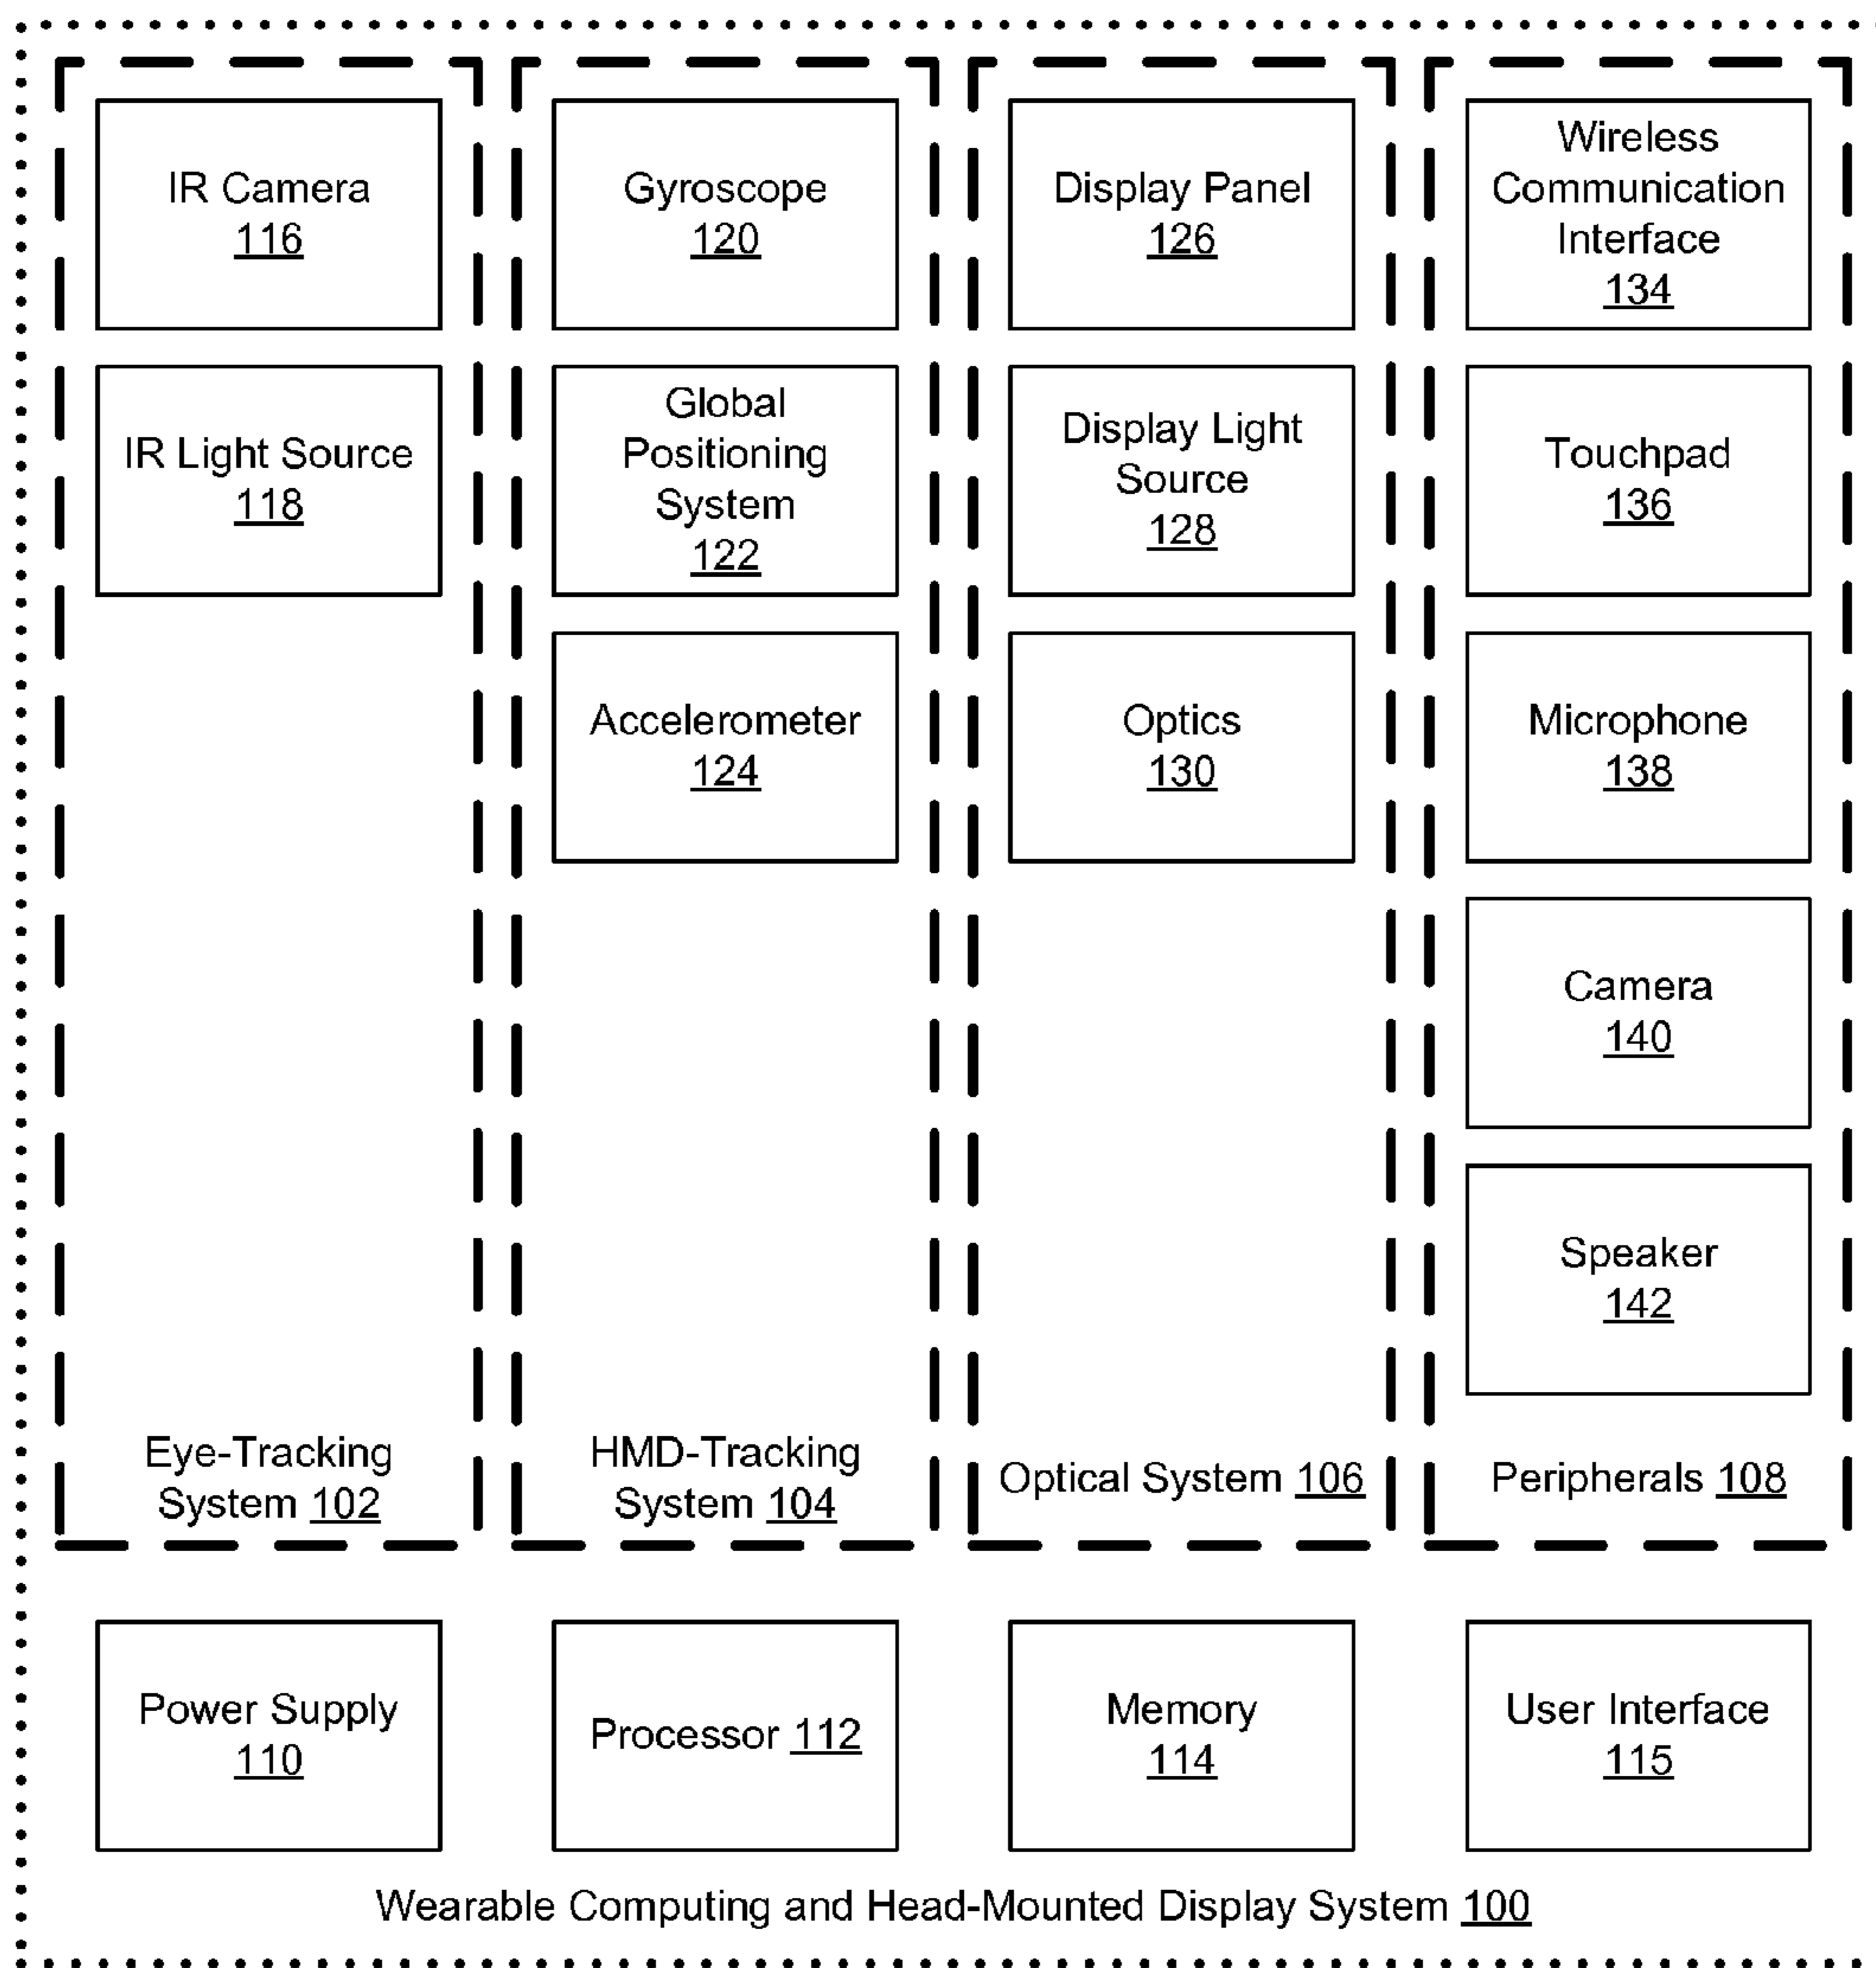 IR Camera
116
IR Light Source
118
Eye-Tracking
System 102
Gyroscope
120
Global
Positioning
System
122
Accelerometer
124
HMD-Tracking
System 104
Display Panel
126
Display Light
Source
128
Optics
130
Optical System 106
Wireless
Communication
Interface
134
Touchpad
136
Microphone
138
Camera
140
Speaker
142
Peripherals 108
Power Supply
110
Processor 112
Memory
114
User Interface
115
Wearable Computing and Head-Mounted Display System 100